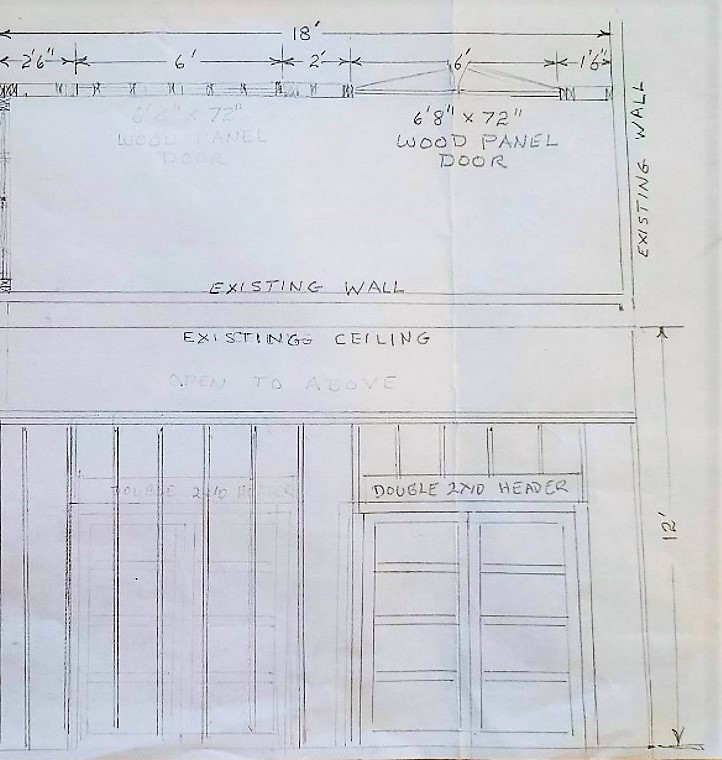 18'
2'6" 6' 2' 6' 1'6"
6'8" x 72"
WOOD PANEL
DOOR
6'8" x 72"
WOOD PANEL
DOOR
EXISTING WALL
EXISTING WALL
EXISTING CEILING
OPEN TO ABOVE
DOUBLE 2x10 HEADER
DOUBLE 2x10 HEADER
12'